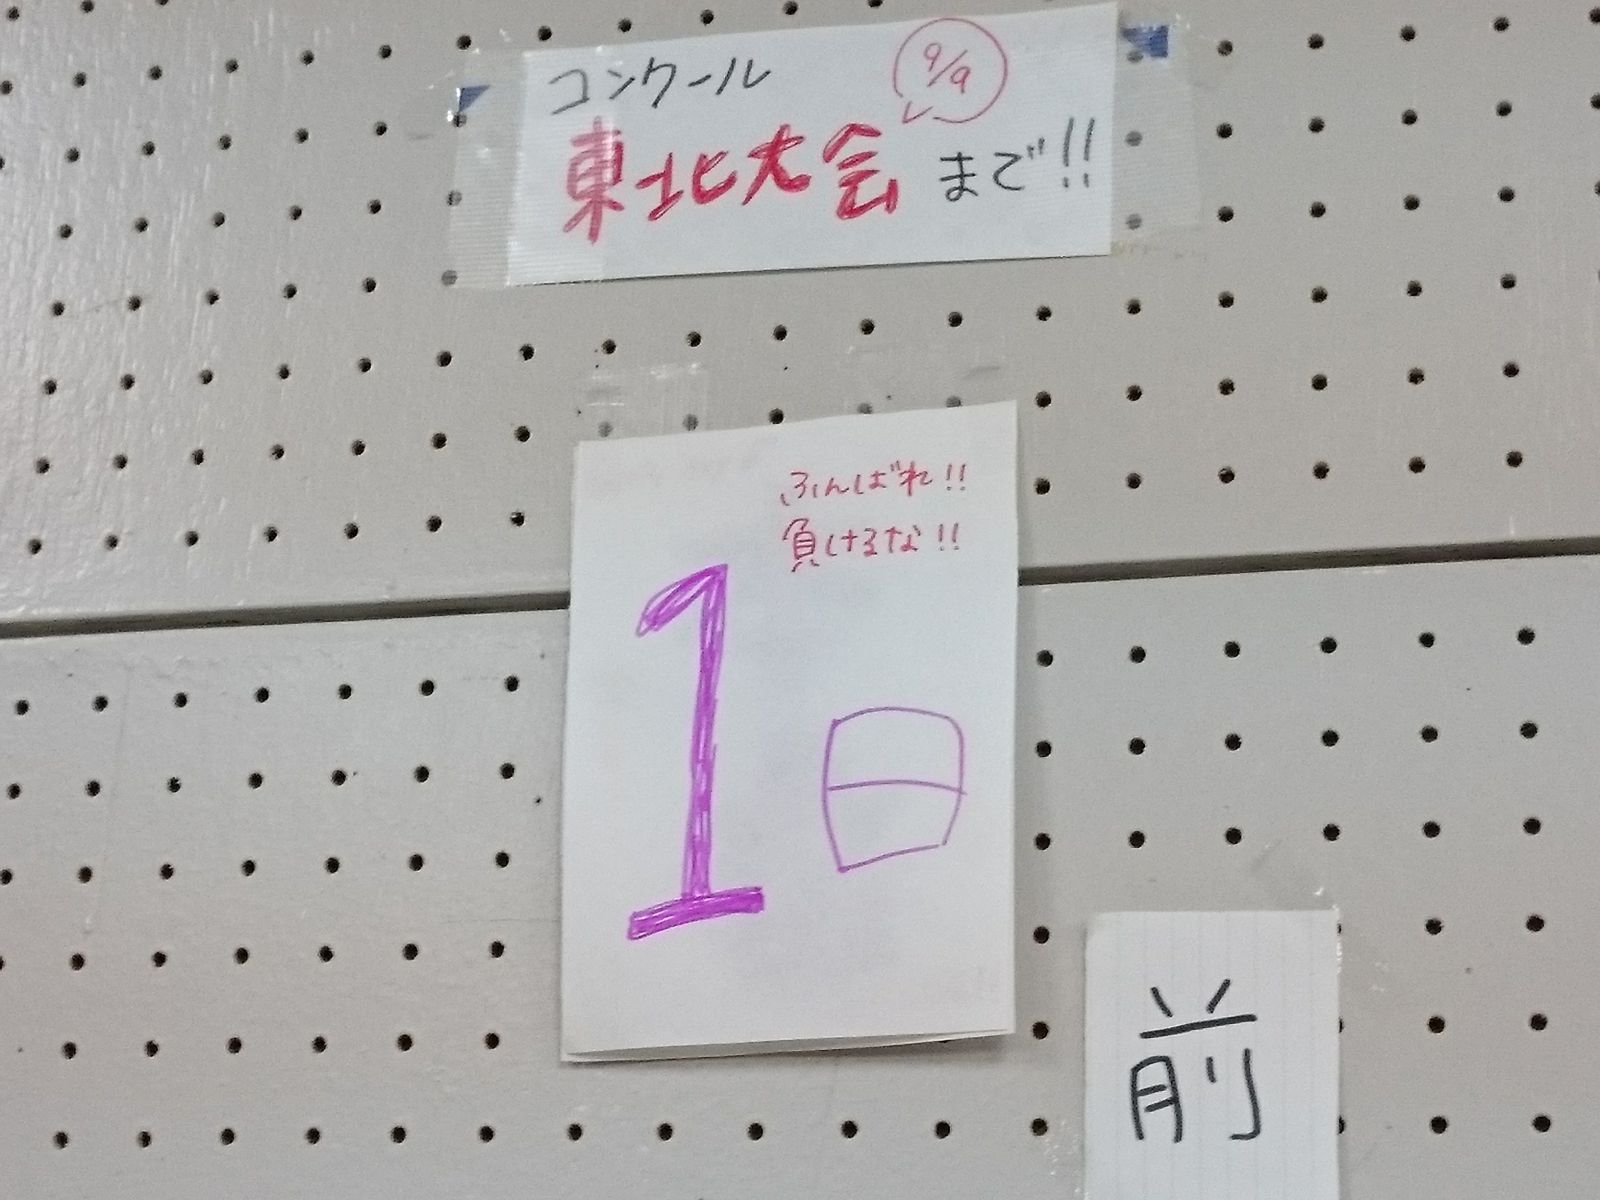 コンクール
9/9
東北大会まで!!
ふんばれ!!
負けるな!!
1日
前